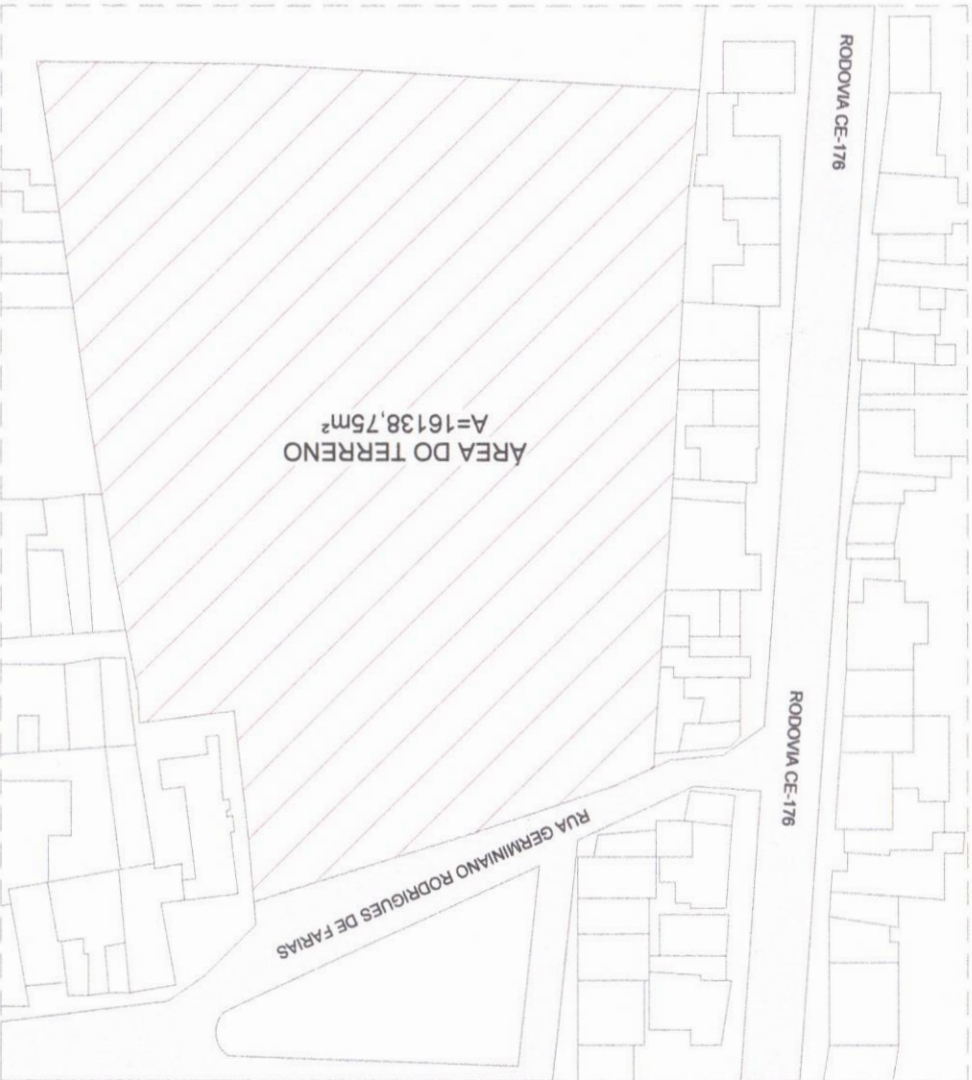 RODOVIA CE-176
ÁREA DO TERRENO
A=16138,75m²
RODOVIA CE-176
RUA GERMINIANO RODRIGUES DE FARIAS